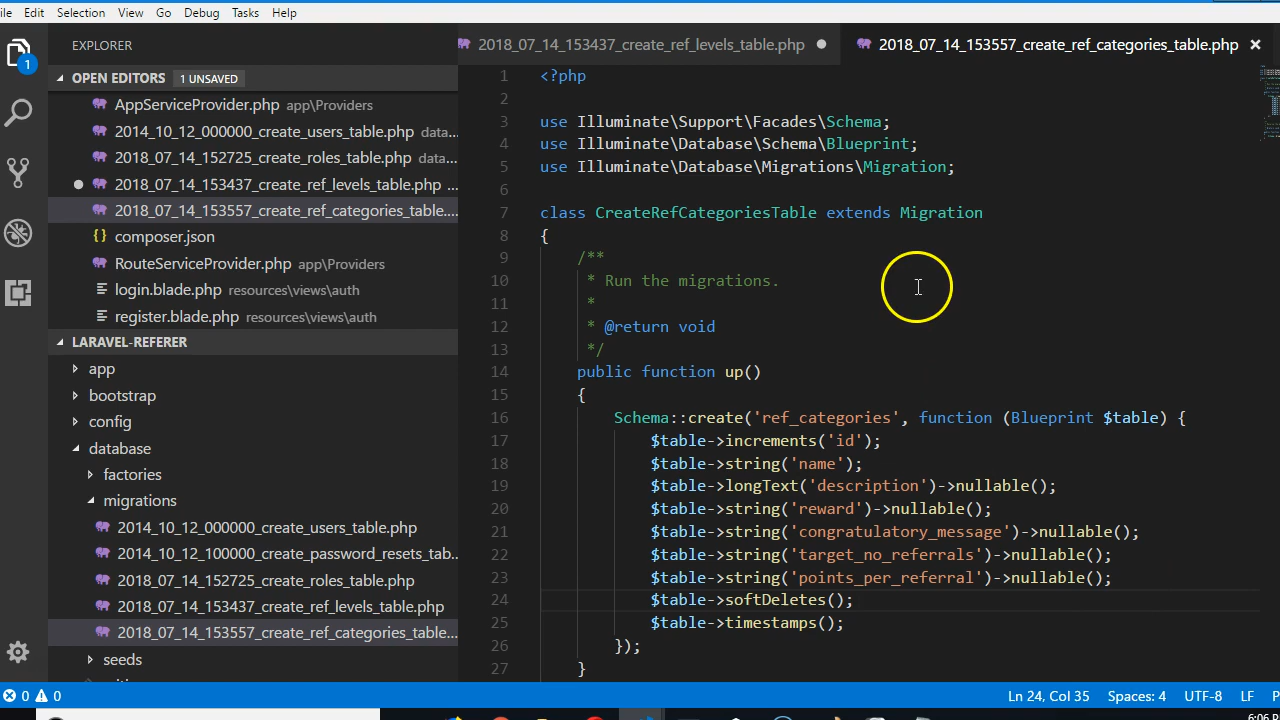 ile Edit Selection View Go Debug Tasks Help
EXPLORER
OPEN EDITORS 1 UNSAVED
AppServiceProvider.php app\Providers
2014_10_12_000000_create_users_table.php data...
2018_07_14_152725_create_roles_table.php data...
2018_07_14_153437_create_ref_levels_table.php ...
2018_07_14_153557_create_ref_categories_table....
{} composer.json
RouteServiceProvider.php app\Providers
login.blade.php resources\views\auth
register.blade.php resources\views\auth
LARAVEL-REFERER
app
bootstrap
config
database
factories
migrations
2014_10_12_000000_create_users_table.php
2014_10_12_100000_create_password_resets_tab...
2018_07_14_152725_create_roles_table.php
2018_07_14_153437_create_ref_levels_table.php
2018_07_14_153557_create_ref_categories_table...
seeds
2018_07_14_153437_create_ref_levels_table.php
2018_07_14_153557_create_ref_categories_table.php
1 <?php
2
3 use Illuminate\Support\Facades\Schema;
4 use Illuminate\Database\Schema\Blueprint;
5 use Illuminate\Database\Migrations\Migration;
6
7 class CreateRefCategoriesTable extends Migration
8 {
9 /**
10 * Run the migrations.
11 *
12 * @return void
13 */
14 public function up()
15 {
16 Schema::create('ref_categories', function (Blueprint $table) {
17 $table->increments('id');
18 $table->string('name');
19 $table->longText('description')->nullable();
20 $table->string('reward')->nullable();
21 $table->string('congratulatory_message')->nullable();
22 $table->string('target_no_referrals')->nullable();
23 $table->string('points_per_referral')->nullable();
24 $table->softDeletes();
25 $table->timestamps();
26 });
27 }
1
0 0
Ln 24, Col 35 Spaces: 4 UTF-8 LF P